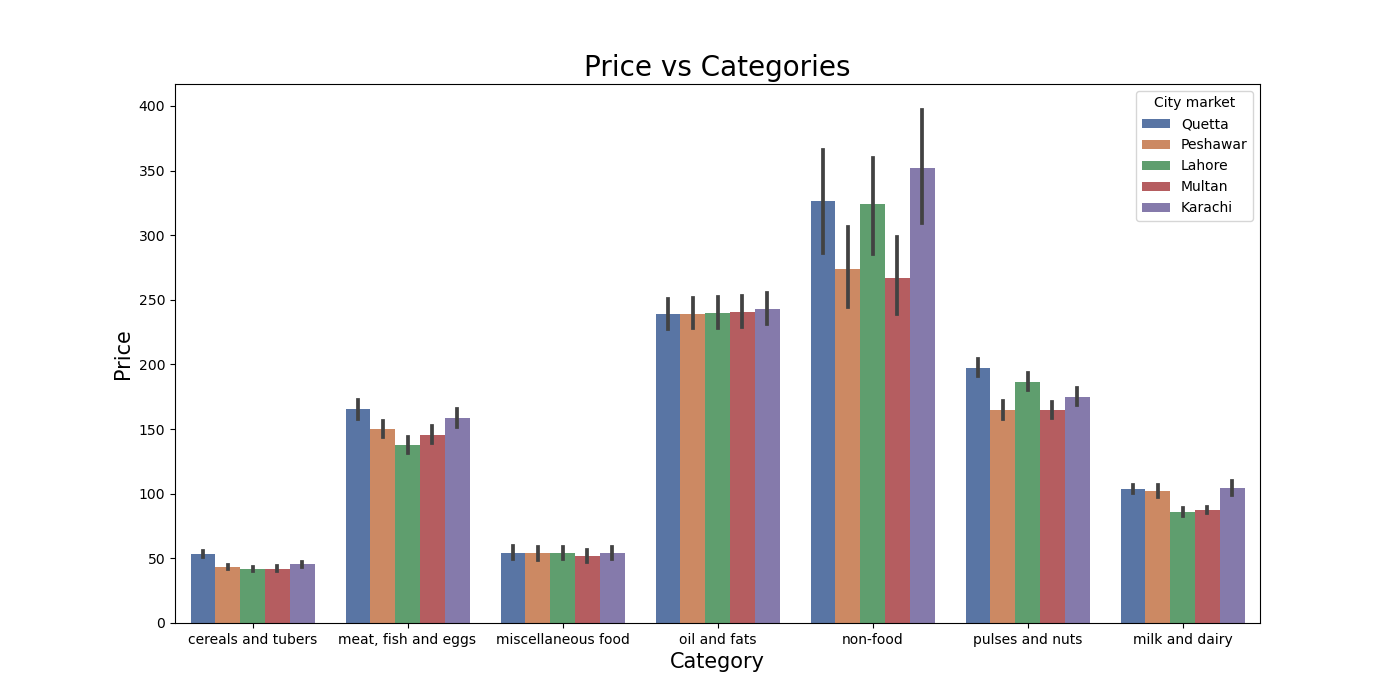 Price vs Categories
City market
Quetta
Peshawar
Lahore
Multan
Karachi
Price
400
350
300
250
200
150
100
50
0
cereals and tubers meat, fish and eggs miscellaneous food oil and fats non-food pulses and nuts milk and dairy
Category